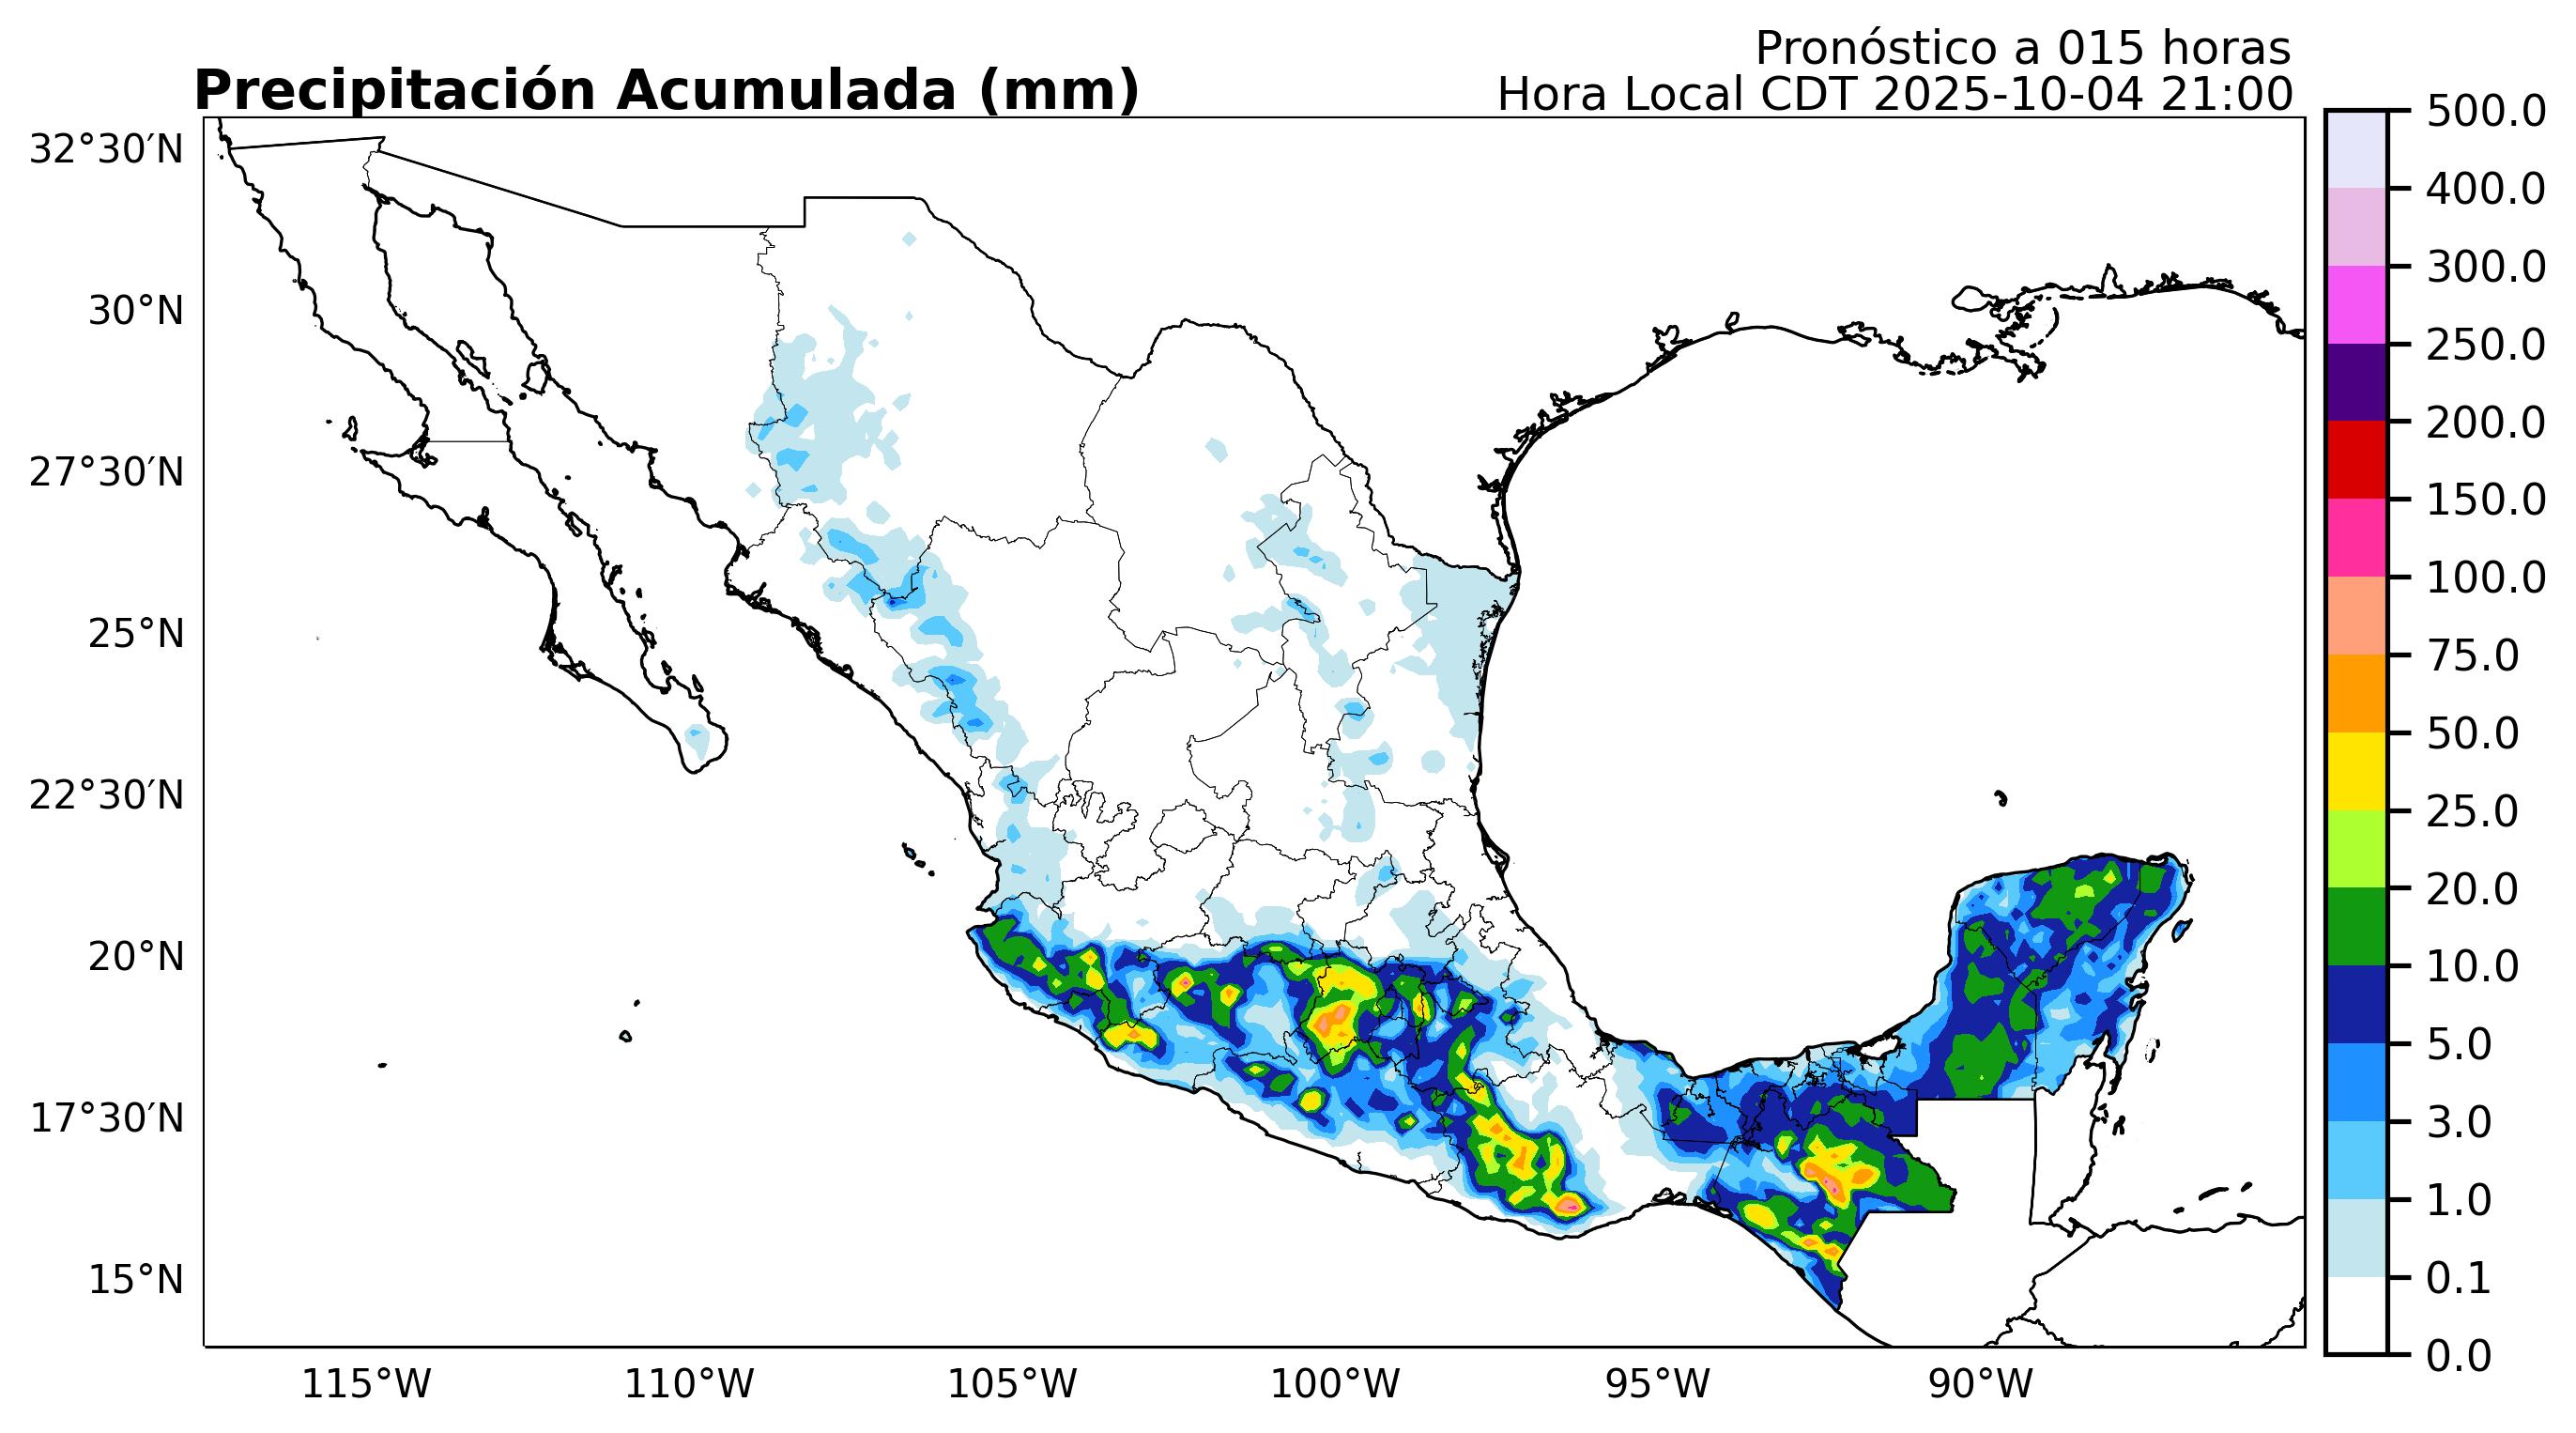 Pronóstico a 015 horas
Precipitación Acumulada (mm)
Hora Local CDT 2025-10-04 21:00
32°30′N
30°N
27°30′N
25°N
22°30′N
20°N
17°30′N
15°N
115°W
110°W
105°W
100°W
95°W
90°W
500.0
400.0
300.0
250.0
200.0
150.0
100.0
75.0
50.0
25.0
20.0
10.0
5.0
3.0
1.0
0.1
0.0